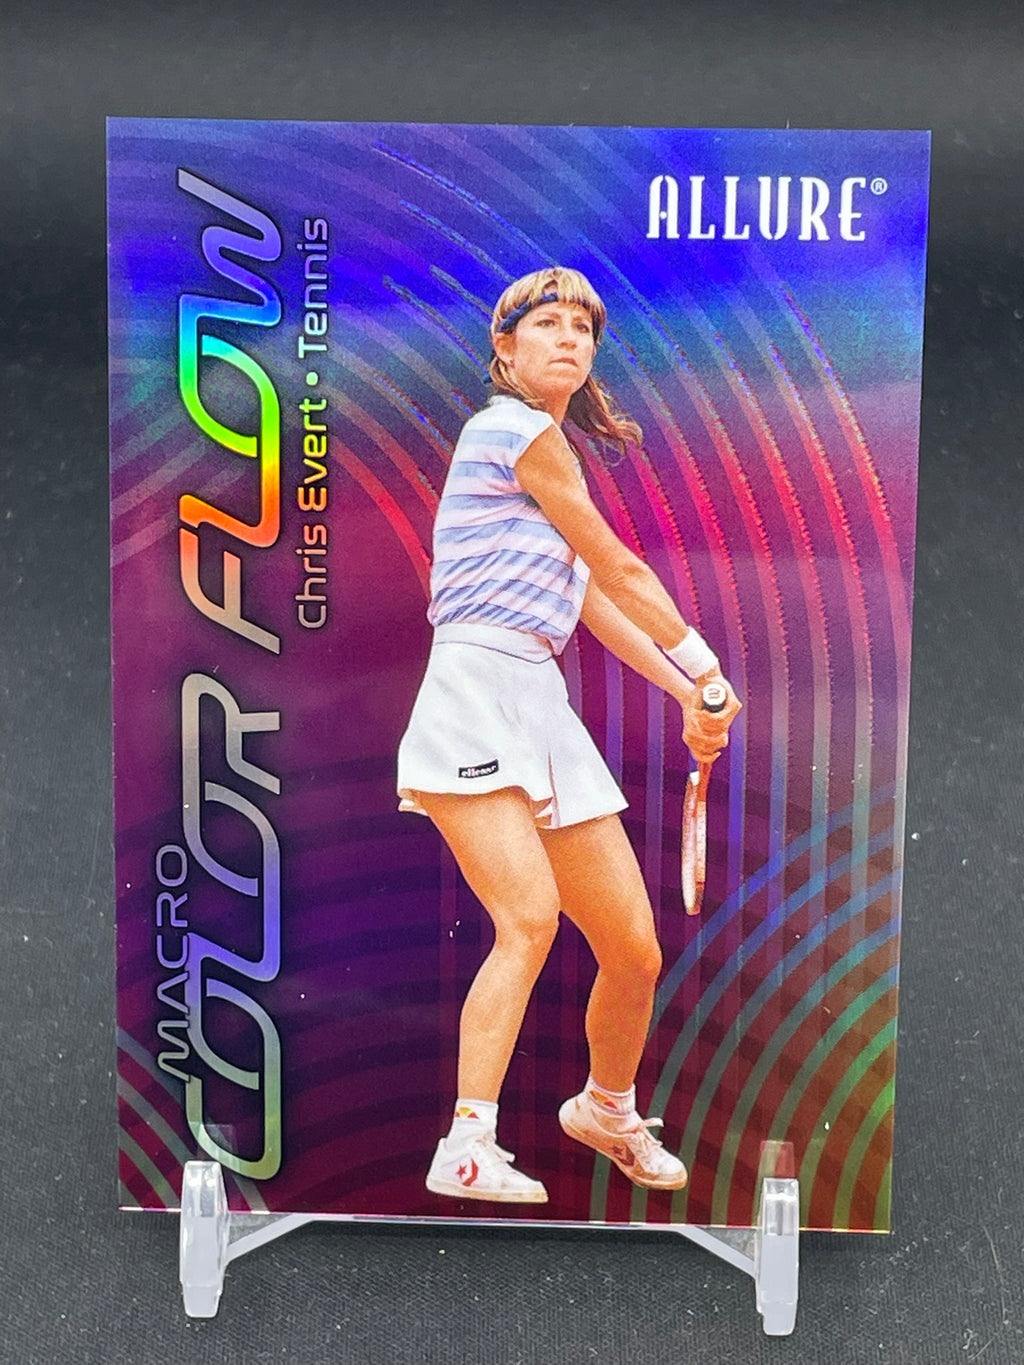 ALLURE®
MACRO
COLOR FLOW
Chris Evert • Tennis
ellesse